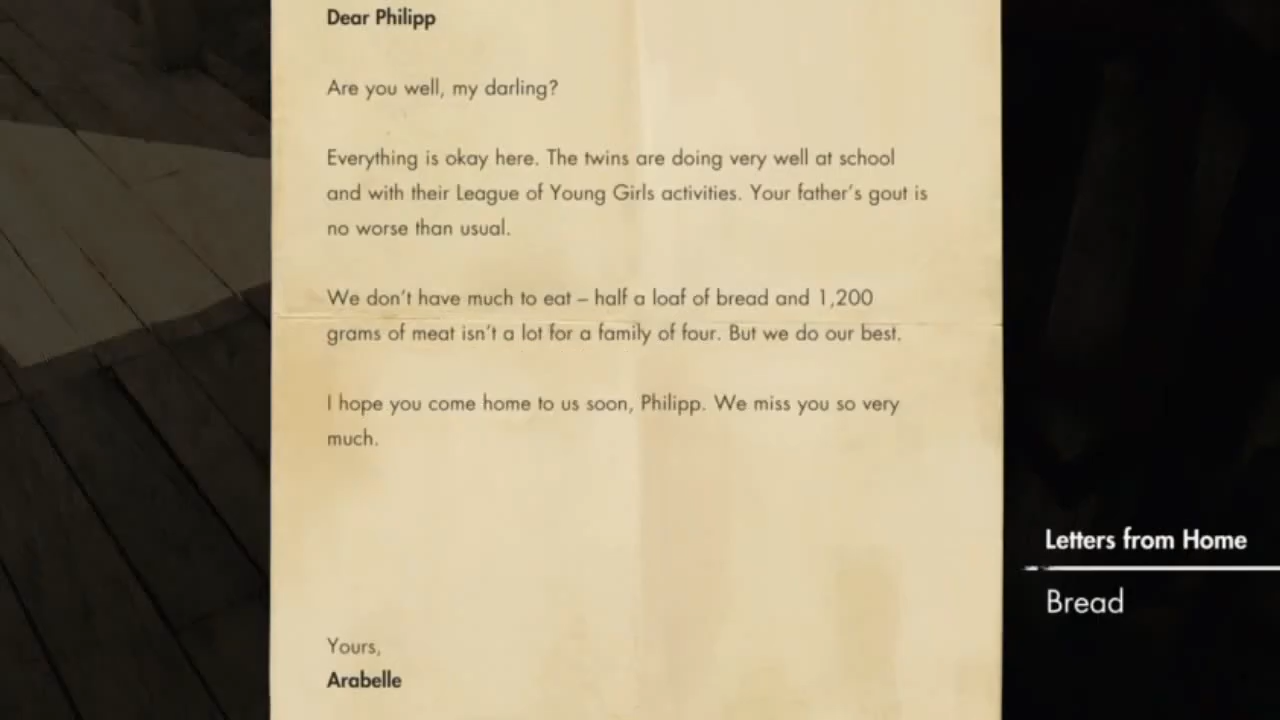 Dear Philipp
Are you well, my darling?
Everything is okay here. The twins are doing very well at school
and with their League of Young Girls activities. Your father's gout is
no worse than usual.
We don't have much to eat – half a loaf of bread and 1,200
grams of meat isn't a lot for a family of four. But we do our best.
I hope you come home to us soon, Philipp. We miss you so very
much.
Yours,
Arabelle
Letters from Home
Bread